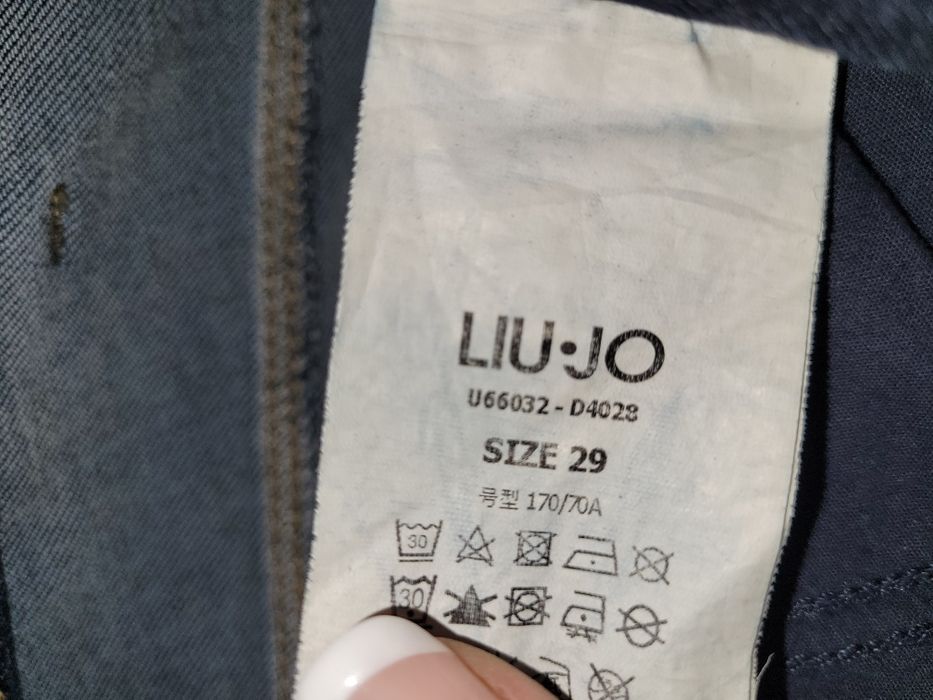 LIU·JO
U66032 - D4028
SIZE 29
号型 170/70A
30
30